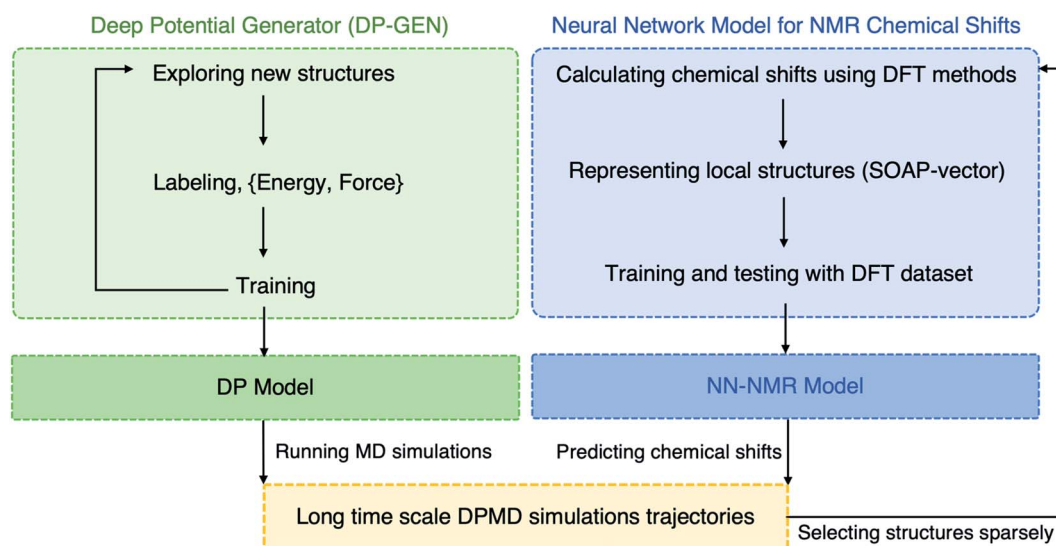 Deep Potential Generator (DP-GEN)
Exploring new structures
Labeling, {Energy, Force}
Training
DP Model
Running MD simulations
Neural Network Model for NMR Chemical Shifts
Calculating chemical shifts using DFT methods
Representing local structures (SOAP-vector)
Training and testing with DFT dataset
NN-NMR Model
Predicting chemical shifts
Long time scale DPMD simulations trajectories
Selecting structures sparsely